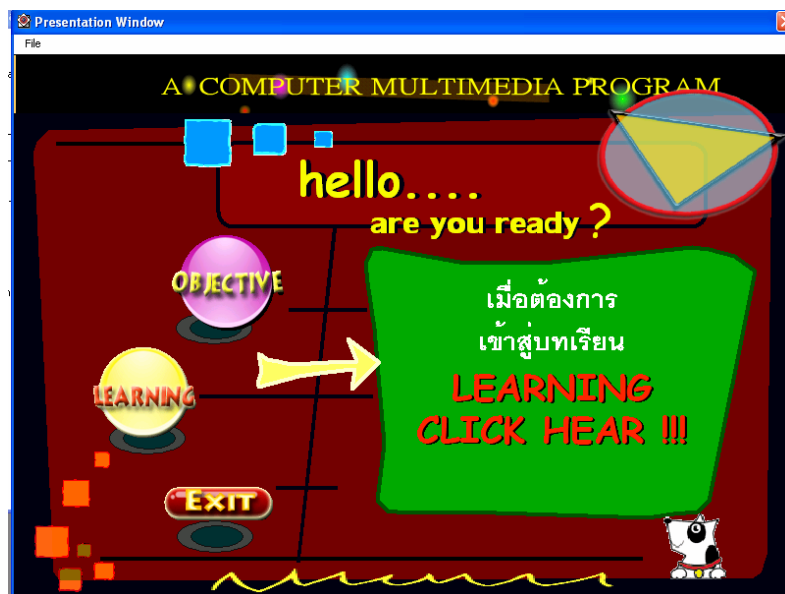 Presentation Window
File
A COMPUTER MULTIMEDIA PROGRAM
hello....
are you ready ?
OBJECTIVE
เมื่อต้องการ
เข้าสู่บทเรียน
LEARNING
CLICK HEAR !!!
LEARNING
EXIT